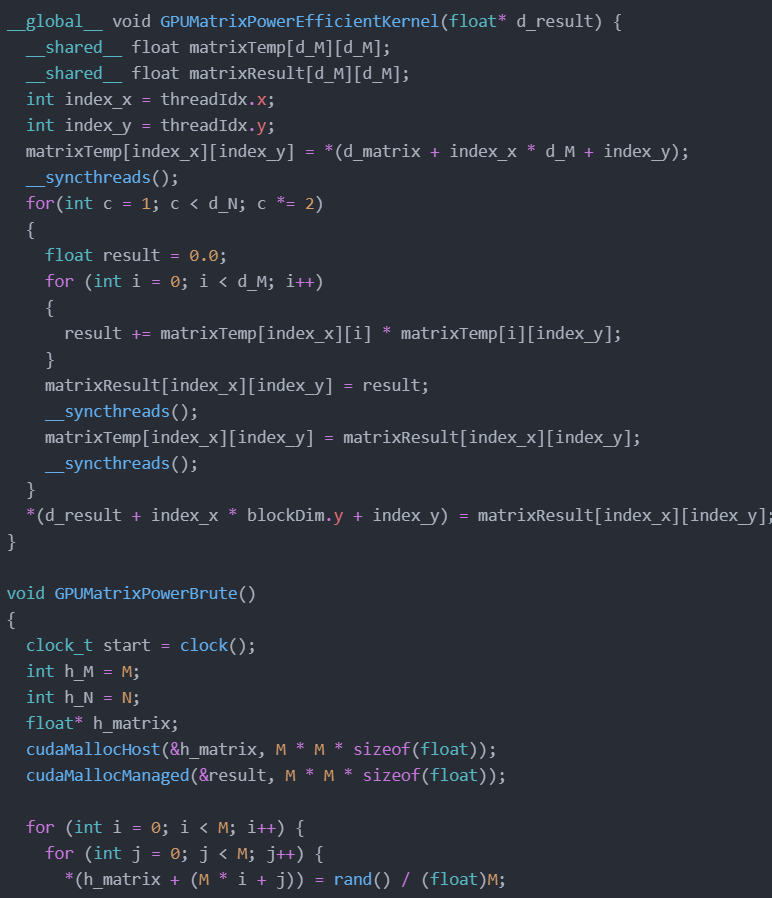 __global__ void GPUMatrixPowerEfficientKernel(float* d_result) {
  __shared__ float matrixTemp[d_M][d_M];
  __shared__ float matrixResult[d_M][d_M];
  int index_x = threadIdx.x;
  int index_y = threadIdx.y;
  matrixTemp[index_x][index_y] = *(d_matrix + index_x * d_M + index_y);
  __syncthreads();
  for(int c = 1; c < d_N; c *= 2)
  {
    float result = 0.0;
    for (int i = 0; i < d_M; i++)
    {
      result += matrixTemp[index_x][i] * matrixTemp[i][index_y];
    }
    matrixResult[index_x][index_y] = result;
    __syncthreads();
    matrixTemp[index_x][index_y] = matrixResult[index_x][index_y];
    __syncthreads();
  }
  *(d_result + index_x * blockDim.y + index_y) = matrixResult[index_x][index_y];
}

void GPUMatrixPowerBrute()
{
  clock_t start = clock();
  int h_M = M;
  int h_N = N;
  float* h_matrix;
  cudaMallocHost(&h_matrix, M * M * sizeof(float));
  cudaMallocManaged(&result, M * M * sizeof(float));

  for (int i = 0; i < M; i++) {
    for (int j = 0; j < M; j++) {
      *(h_matrix + (M * i + j)) = rand() / (float)M;